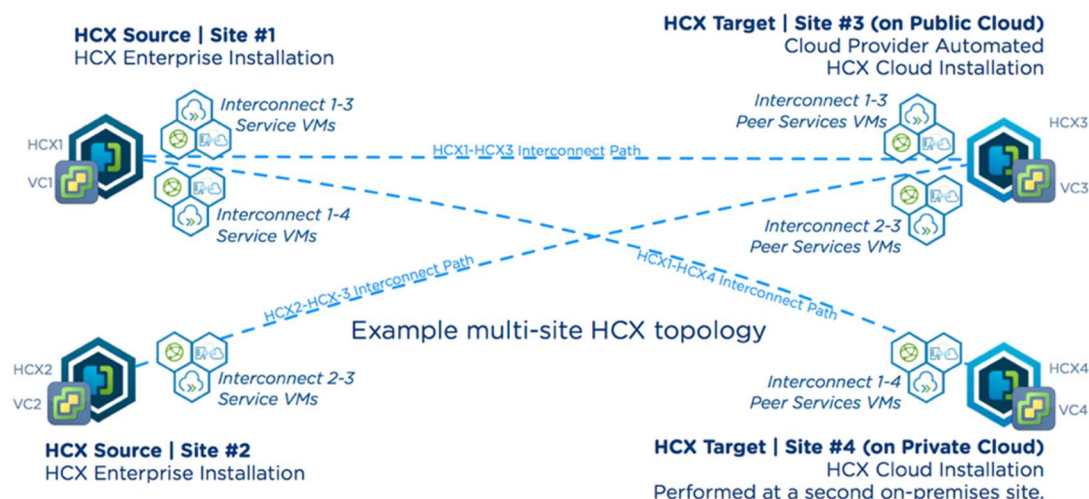 HCX Source | Site #1
HCX Enterprise Installation
Interconnect 1-3
Service VMs
HCX1
VC1
Interconnect 1-4
Service VMs
HCX Target | Site #3 (on Public Cloud)
Cloud Provider Automated
HCX Cloud Installation
Interconnect 1-3
Peer Services VMs
HCX3
VC3
Interconnect 2-3
Peer Services VMs
HCX1-HCX3 Interconnect Path
HCX2-HCX-3 Interconnect Path
HCX1-HCX4 Interconnect Path
Example multi-site HCX topology
HCX2
VC2
Interconnect 2-3
Service VMs
HCX Source | Site #2
HCX Enterprise Installation
Interconnect 1-4
Peer Services VMs
HCX4
VC4
HCX Target | Site #4 (on Private Cloud)
HCX Cloud Installation
Performed at a second on-premises site.